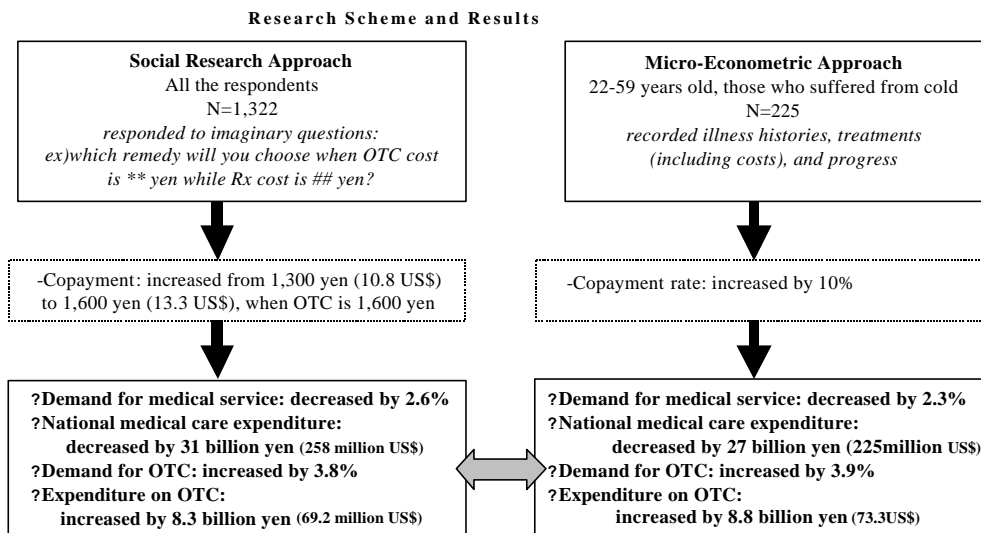 Research Scheme and Results
Social Research Approach
All the respondents
N=1,322
responded to imaginary questions:
ex)which remedy will you choose when OTC cost
is ** yen while Rx cost is ## yen?
Micro-Econometric Approach
22-59 years old, those who suffered from cold
N=225
recorded illness histories, treatments
(including costs), and progress
-Copayment: increased from 1,300 yen (10.8 US$)
to 1,600 yen (13.3 US$), when OTC is 1,600 yen
-Copayment rate: increased by 10%
?Demand for medical service: decreased by 2.6%
?National medical care expenditure:
decreased by 31 billion yen (258 million US$)
?Demand for OTC: increased by 3.8%
?Expenditure on OTC:
increased by 8.3 billion yen (69.2 million US$)
?Demand for medical service: decreased by 2.3%
?National medical care expenditure:
decreased by 27 billion yen (225million US$)
?Demand for OTC: increased by 3.9%
?Expenditure on OTC:
increased by 8.8 billion yen (73.3US$)